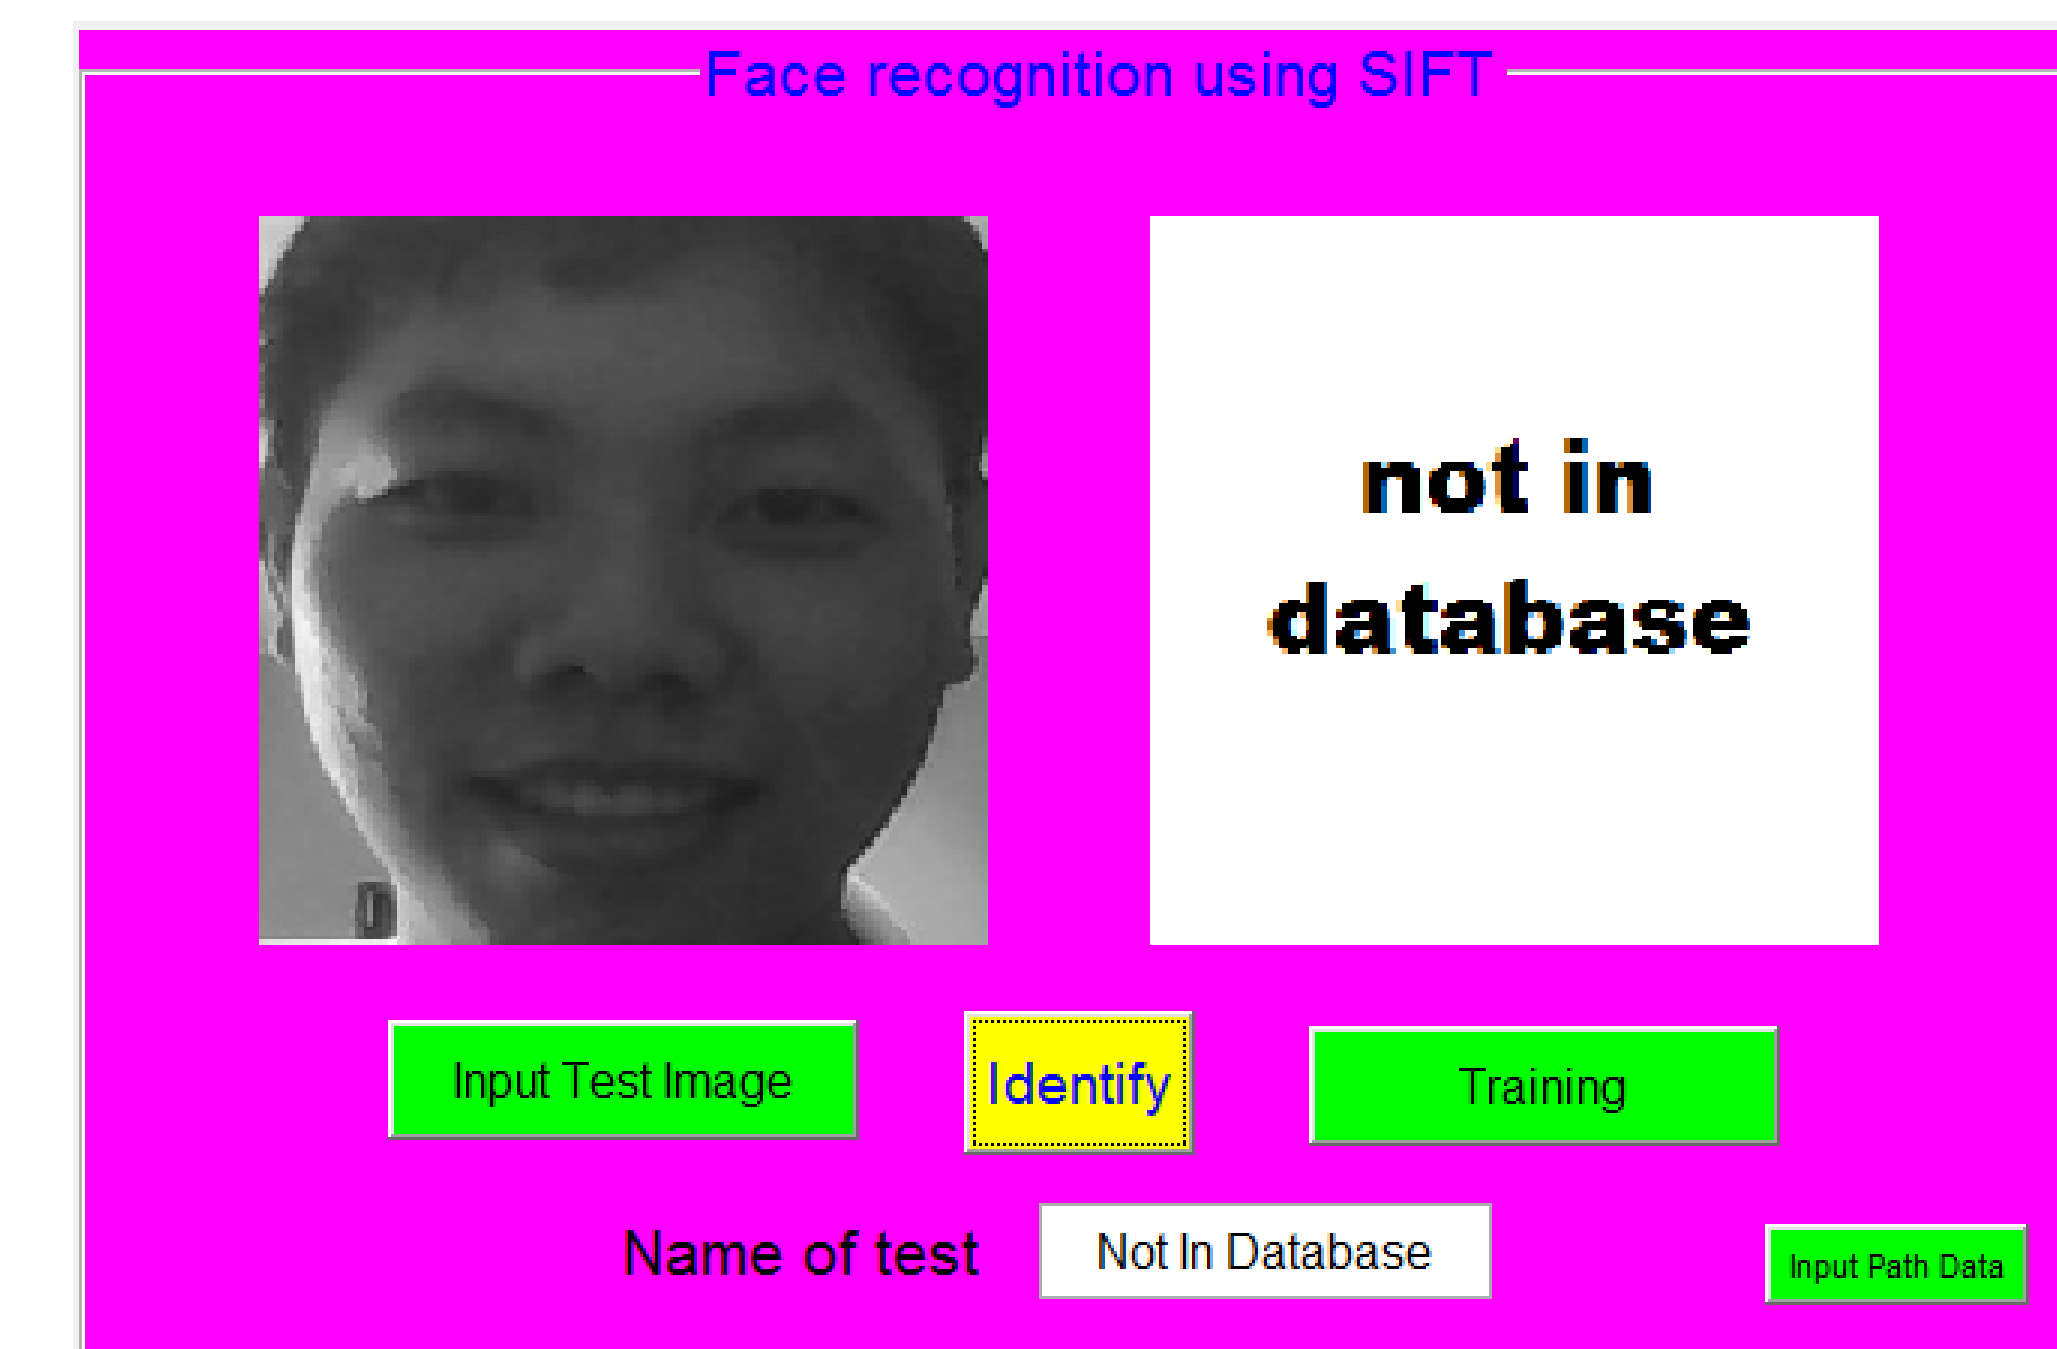 Face recognition using SIFT
not in
database
Input Test Image
Identify
Training
Name of test
Not In Database
Input Path Data